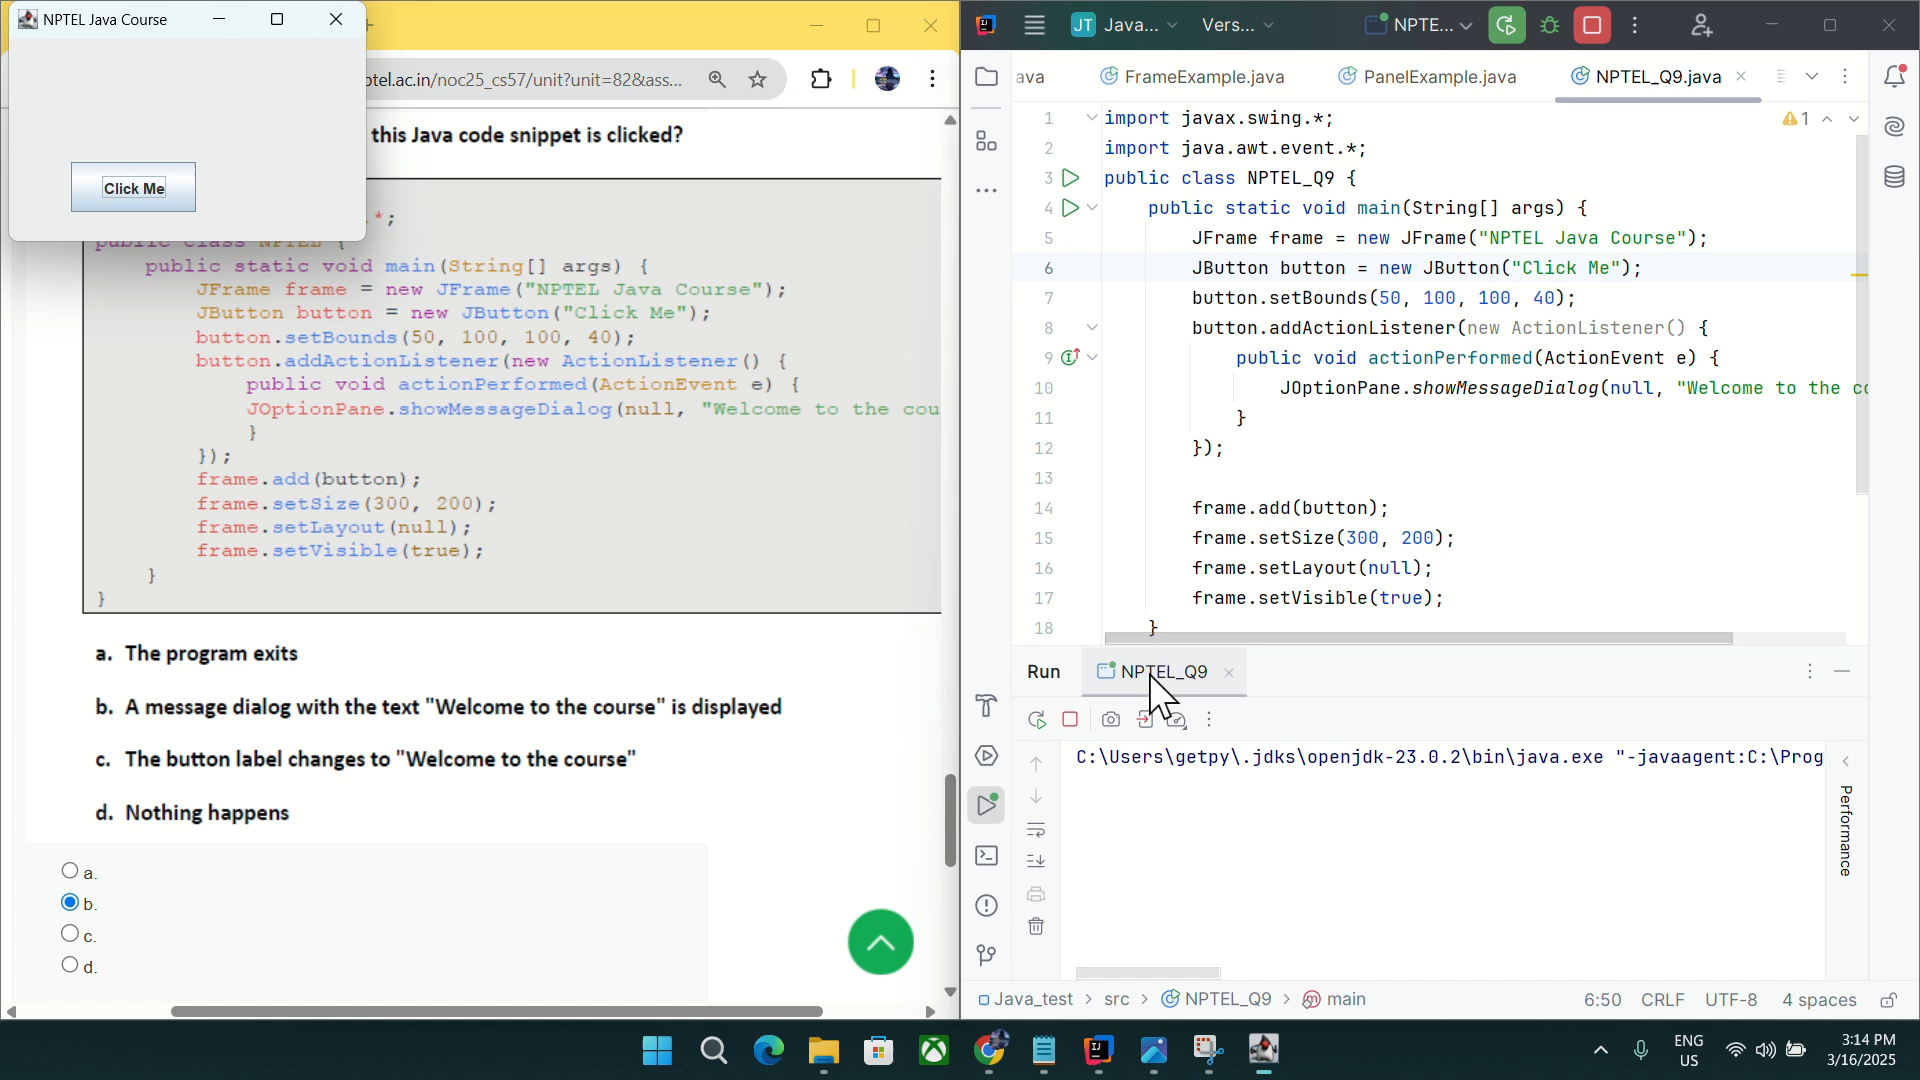 NPTEL Java Course
otel.ac.in/noc25_cs57/unit?unit=82&ass...
this Java code snippet is clicked?
Click Me
.*;
public class NPTEL {
public static void main(String[] args) {
JFrame frame = new JFrame("NPTEL Java Course");
JButton button = new JButton("Click Me");
button.setBounds(50, 100, 100, 40);
button.addActionListener(new ActionListener() {
public void actionPerformed(ActionEvent e) {
JOptionPane.showMessageDialog(null, "Welcome to the cou
}
});
frame.add(button);
frame.setSize(300, 200);
frame.setLayout(null);
frame.setVisible(true);
}
}
a. The program exits
b. A message dialog with the text "Welcome to the course" is displayed
c. The button label changes to "Welcome to the course"
d. Nothing happens
a.
b.
c.
d.
JT Java... Vers... NPTE...
ava FrameExample.java PanelExample.java NPTEL_Q9.java
1 import javax.swing.*; 1
2 import java.awt.event.*;
3 public class NPTEL_Q9 {
4 public static void main(String[] args) {
5 JFrame frame = new JFrame("NPTEL Java Course");
6 JButton button = new JButton("Click Me");
7 button.setBounds(50, 100, 100, 40);
8 button.addActionListener(new ActionListener() {
9 public void actionPerformed(ActionEvent e) {
10 JOptionPane.showMessageDialog(null, "Welcome to the co
11 }
12 });
13
14 frame.add(button);
15 frame.setSize(300, 200);
16 frame.setLayout(null);
17 frame.setVisible(true);
18 }
Run NPTEL_Q9
C:\Users\getpy\.jdks\openjdk-23.0.2\bin\java.exe "-javaagent:C:\Prog
Performance
Java_test > src > NPTEL_Q9 > main 6:50 CRLF UTF-8 4 spaces
ENG
US
3:14 PM
3/16/2025